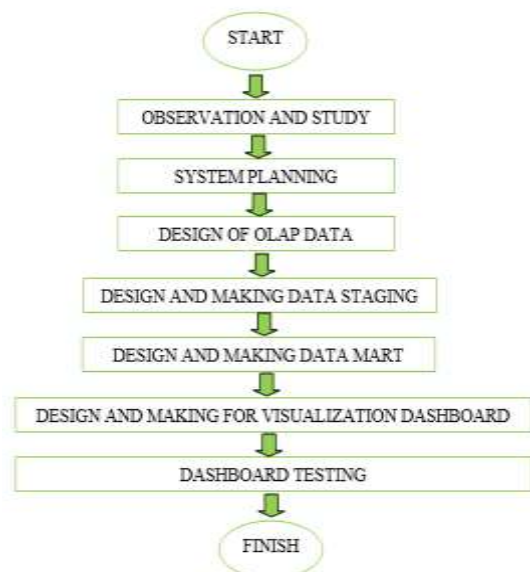 START
OBSERVATION AND STUDY
SYSTEM PLANNING
DESIGN OF OLAP DATA
DESIGN AND MAKING DATA STAGING
DESIGN AND MAKING DATA MART
DESIGN AND MAKING FOR VISUALIZATION DASHBOARD
DASHBOARD TESTING
FINISH